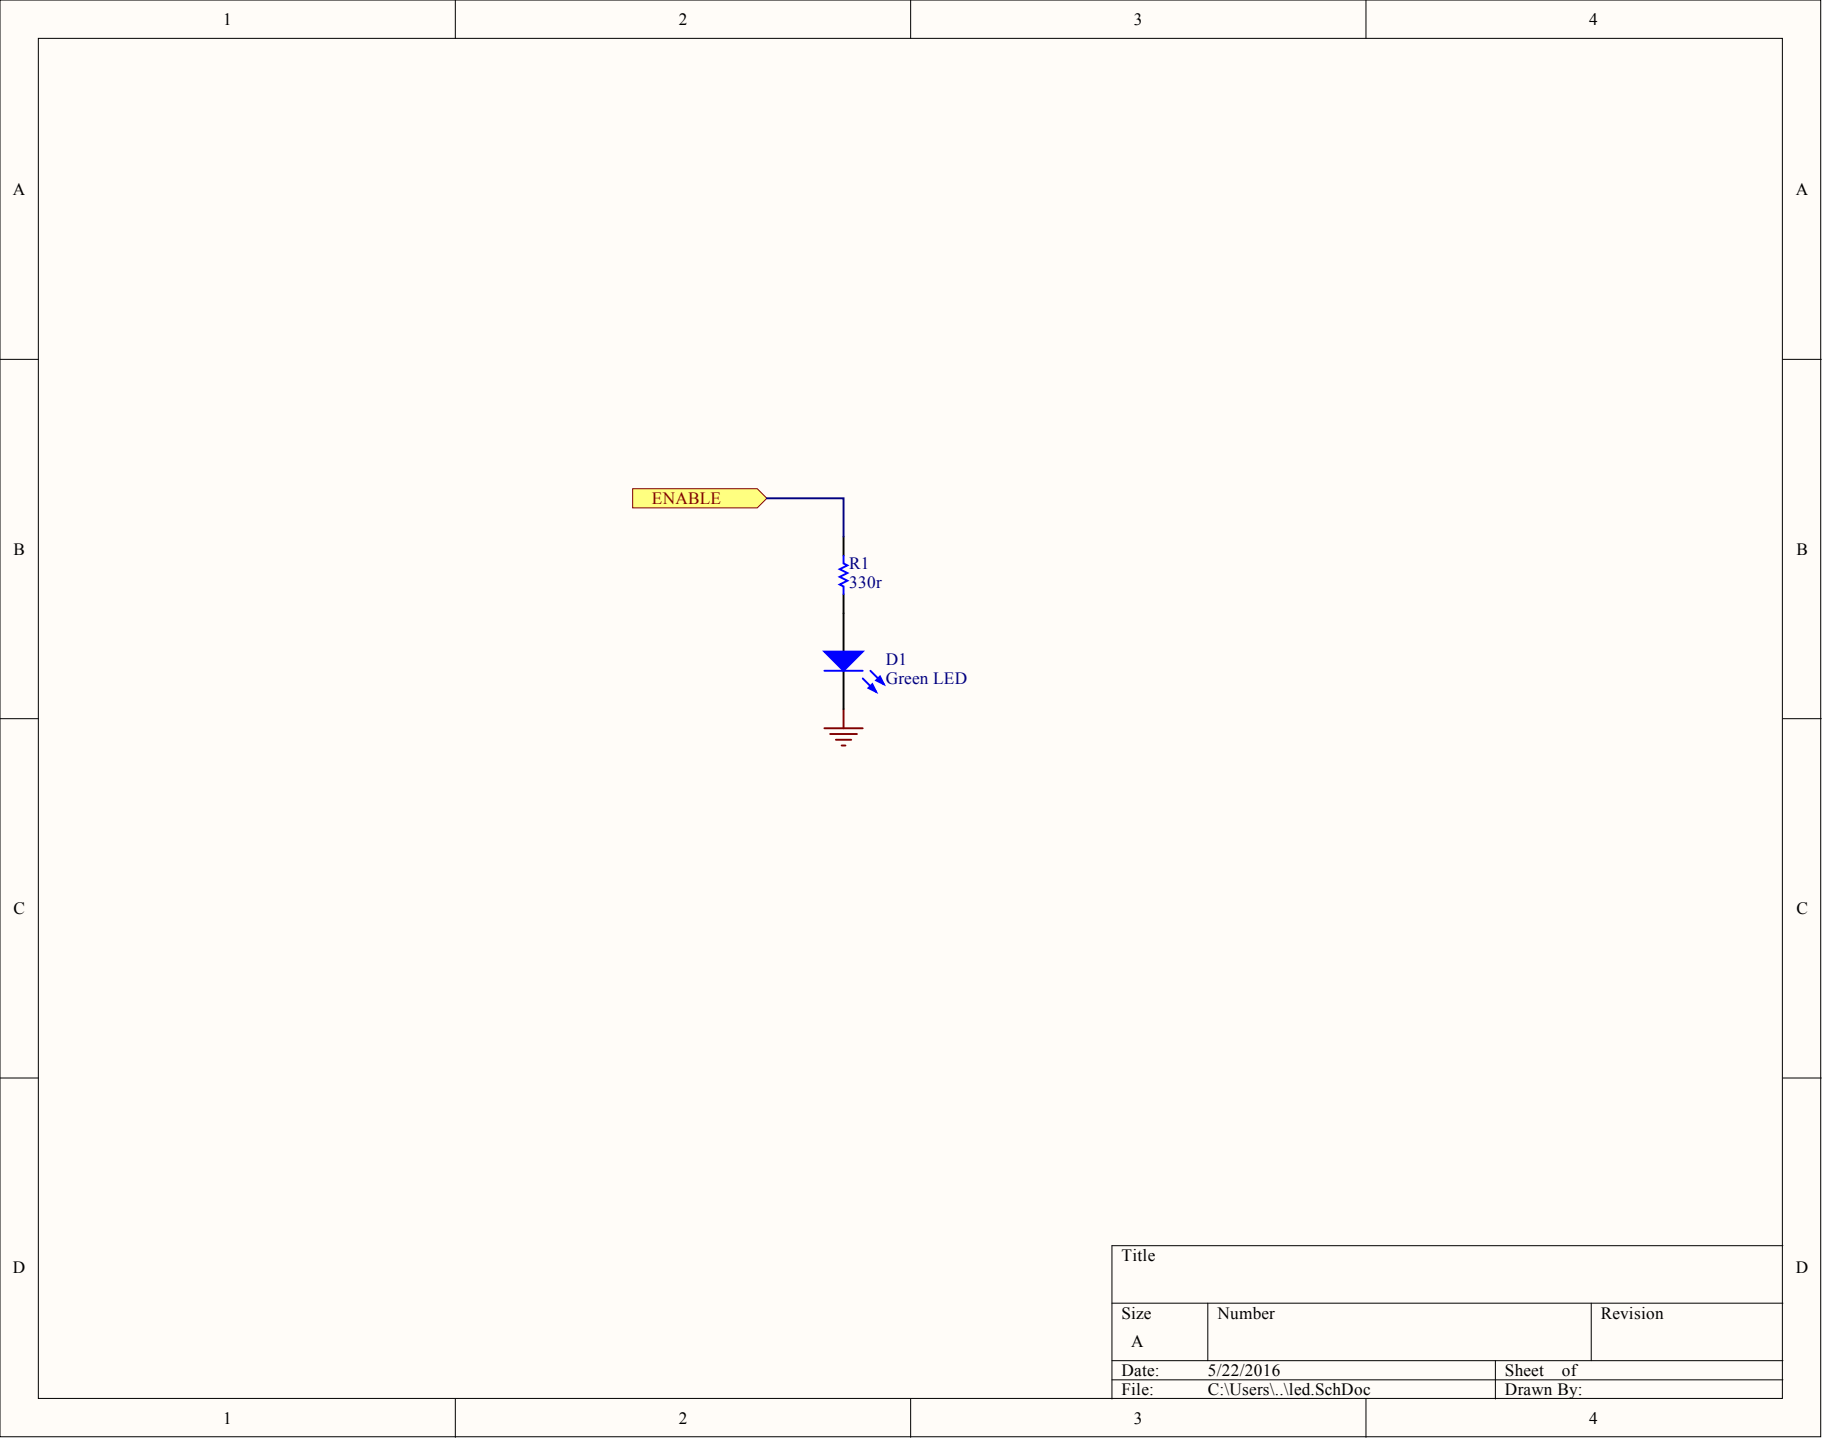 1 2 3 4
A A
ENABLE
B B
R1
330r
D1
Green LED
C C
D D
Title
Size Number Revision
A
Date: 5/22/2016 Sheet of
File: C:\Users\..\led.SchDoc Drawn By:
1 2 3 4